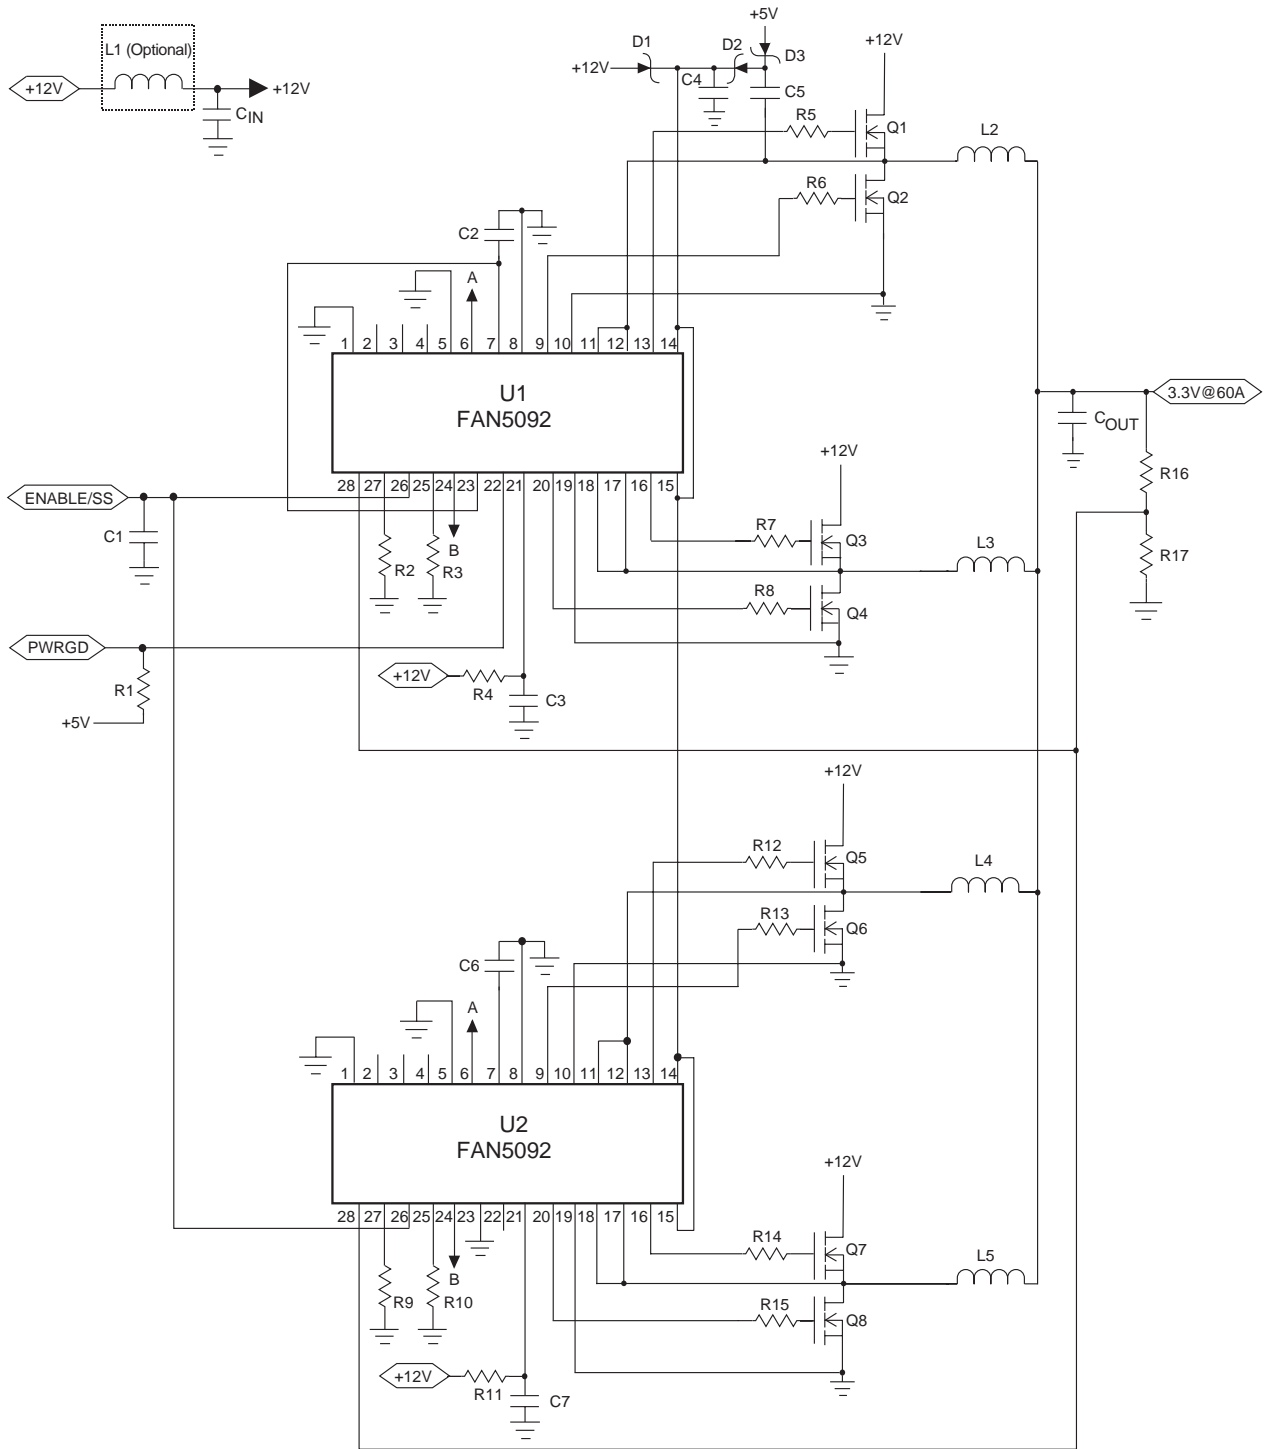 L1 (Optional)
+12V
+12V
CIN
+5V
D1
D2
D3
+12V
+12V
C4
C5
R5
Q1
L2
R6
Q2
C2
A
1 2 3 4 5 6 7 8 9 10 11 12 13 14
U1
FAN5092
28 27 26 25 24 23 22 21 20 19 18 17 16 15
3.3V@60A
COUT
R16
R17
ENABLE/SS
C1
R2
R3
B
+12V
R7
Q3
L3
R8
Q4
PWRGD
R1
+5V
+12V
R4
C3
+12V
R12
Q5
L4
R13
Q6
C6
A
1 2 3 4 5 6 7 8 9 10 11 12 13 14
U2
FAN5092
28 27 26 25 24 23 22 21 20 19 18 17 16 15
+12V
R14
Q7
L5
R15
Q8
B
R9
R10
+12V
R11
C7